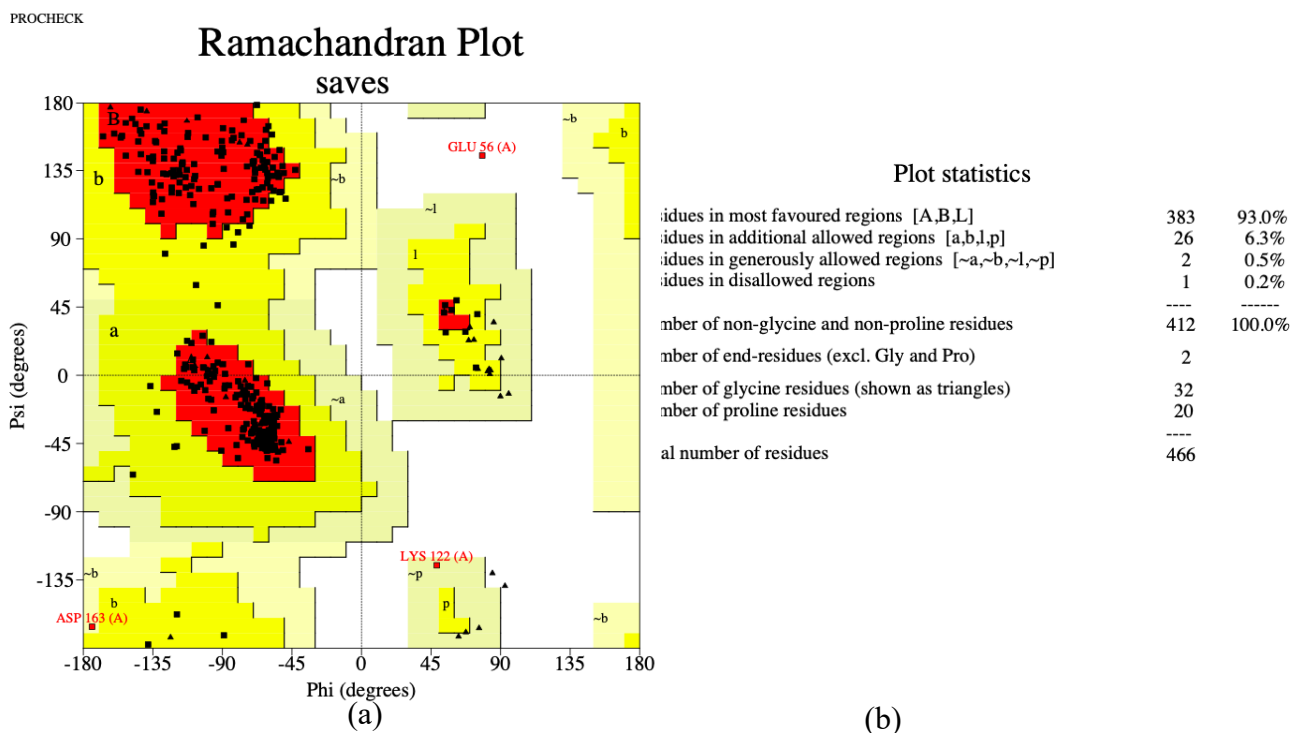 PROCHECK
Ramachandran Plot
saves
180
135
90
45
0
-45
-90
-135
-180
-135
-90
-45
0
45
90
135
180
Psi (degrees)
Phi (degrees)
B
b
~b
~b
b
GLU 56 (A)
~l
l
a
~a
LYS 122 (A)
~b
~p
b
p
ASP 163 (A)
~b
(a)
Plot statistics
sidues in most favoured regions [A,B,L] 383 93.0%
sidues in additional allowed regions [a,b,l,p] 26 6.3%
sidues in generously allowed regions [~a,~b,~l,~p] 2 0.5%
sidues in disallowed regions 1 0.2%
---- ------
mber of non-glycine and non-proline residues 412 100.0%
mber of end-residues (excl. Gly and Pro) 2
mber of glycine residues (shown as triangles) 32
mber of proline residues 20
----
al number of residues 466
(b)